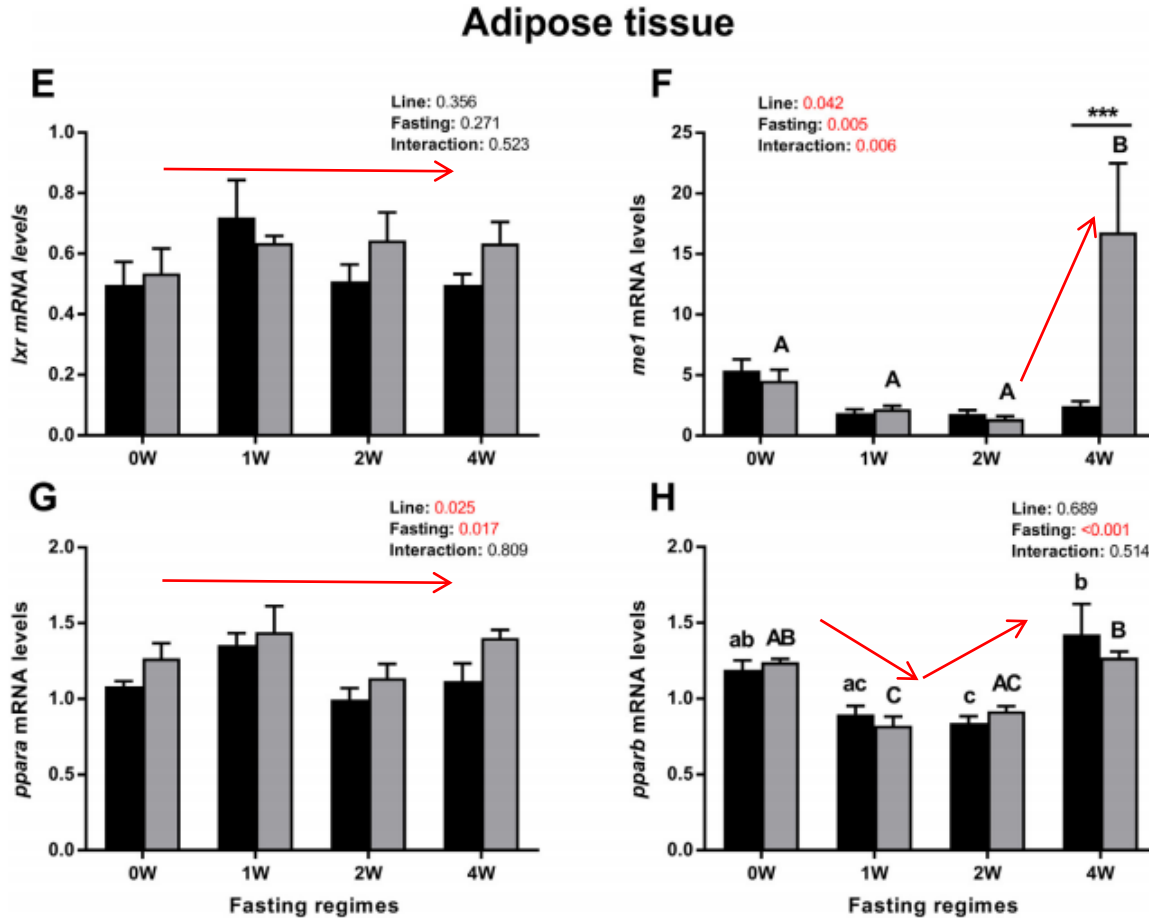 Adipose tissue
E
Line: 0.356
Fasting: 0.271
Interaction: 0.523
lxr mRNA levels
1.0
0.8
0.6
0.4
0.2
0.0
0W 1W 2W 4W
F
Line: 0.042
Fasting: 0.005
Interaction: 0.006
me1 mRNA levels
25
20
15
10
5
0
A
A
A
***
B
0W 1W 2W 4W
G
Line: 0.025
Fasting: 0.017
Interaction: 0.809
ppara mRNA levels
2.0
1.5
1.0
0.5
0.0
0W 1W 2W 4W
Fasting regimes
H
Line: 0.689
Fasting: <0.001
Interaction: 0.514
pparb mRNA levels
2.0
1.5
1.0
0.5
0.0
ab AB
ac C
c AC
b B
0W 1W 2W 4W
Fasting regimes